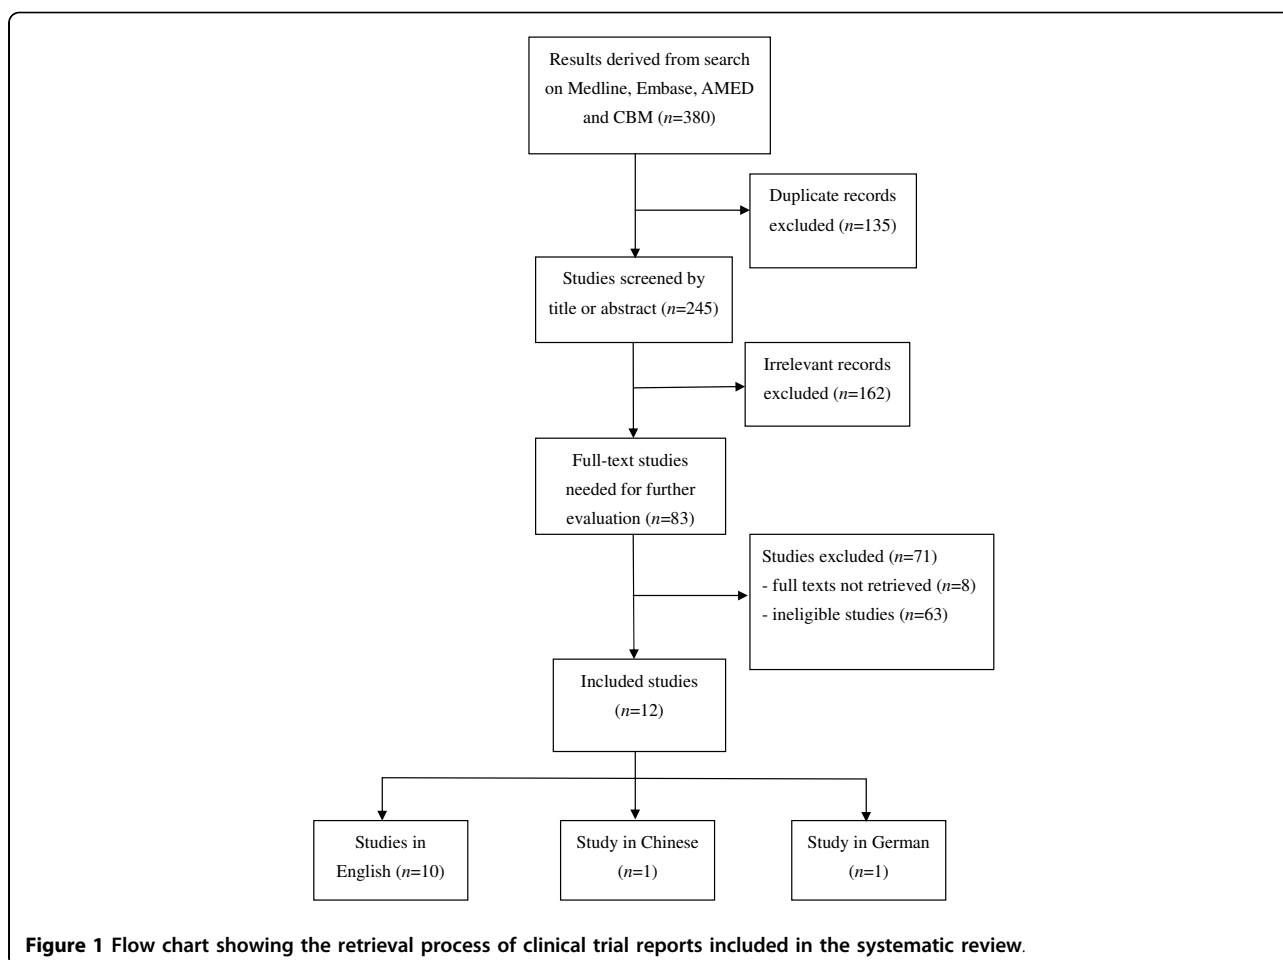 Results derived from search
on Medline, Embase, AMED
and CBM (n=380)
Duplicate records
excluded (n=135)
Studies screened by
title or abstract (n=245)
Irrelevant records
excluded (n=162)
Full-text studies
needed for further
evaluation (n=83)
Studies excluded (n=71)
- full texts not retrieved (n=8)
- ineligible studies (n=63)
Included studies
(n=12)
Studies in
English (n=10)
Study in Chinese
(n=1)
Study in German
(n=1)
Figure 1 Flow chart showing the retrieval process of clinical trial reports included in the systematic review.